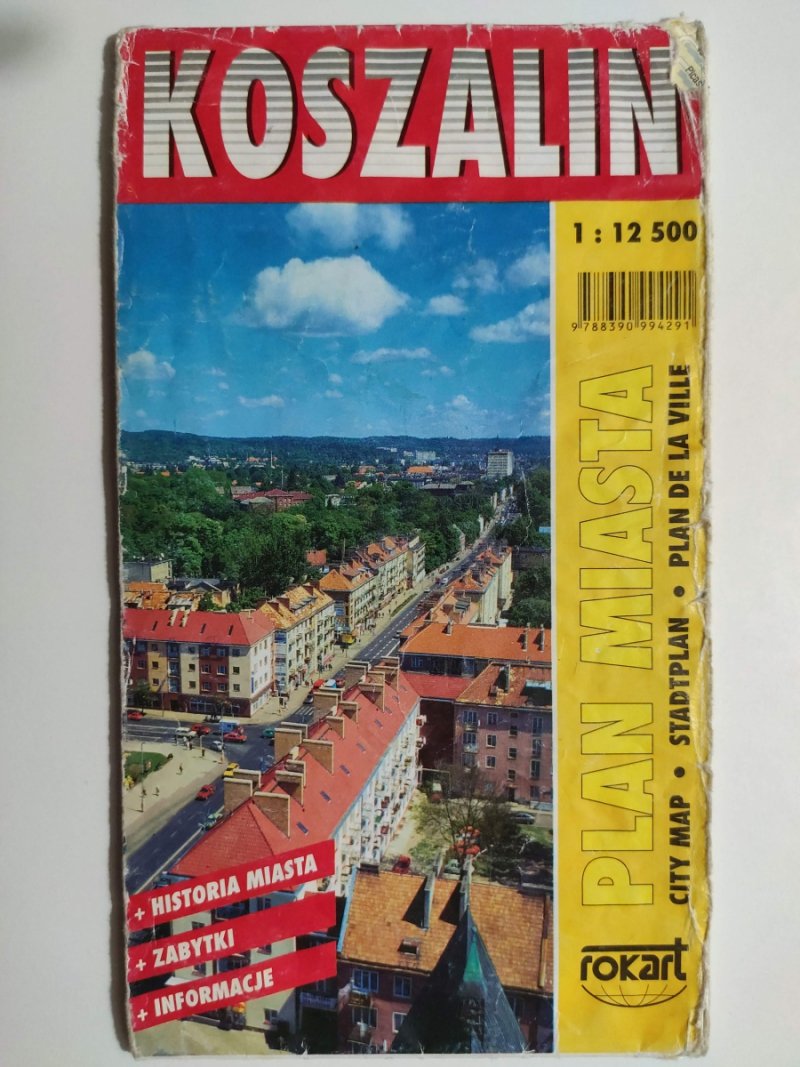 KOSZALIN
Picas
1 : 12 500
9 788390 994291
PLAN MIASTA
CITY MAP • STADTPLAN • PLAN DE LA VILLE
+ HISTORIA MIASTA
+ ZABYTKI
+ INFORMACJE
rokart